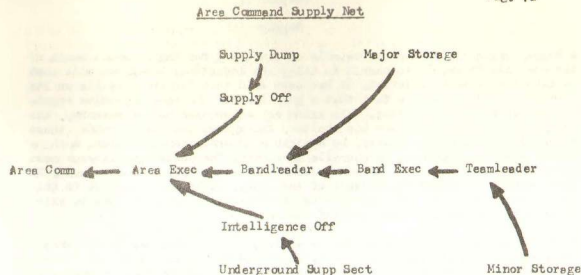 Area Command Supply Net
Supply Dump Major Storage
Supply Off
Area Comm Area Exec Bandleader Band Exec Teamleader
Intelligence Off
Underground Supp Sect Minor Storage